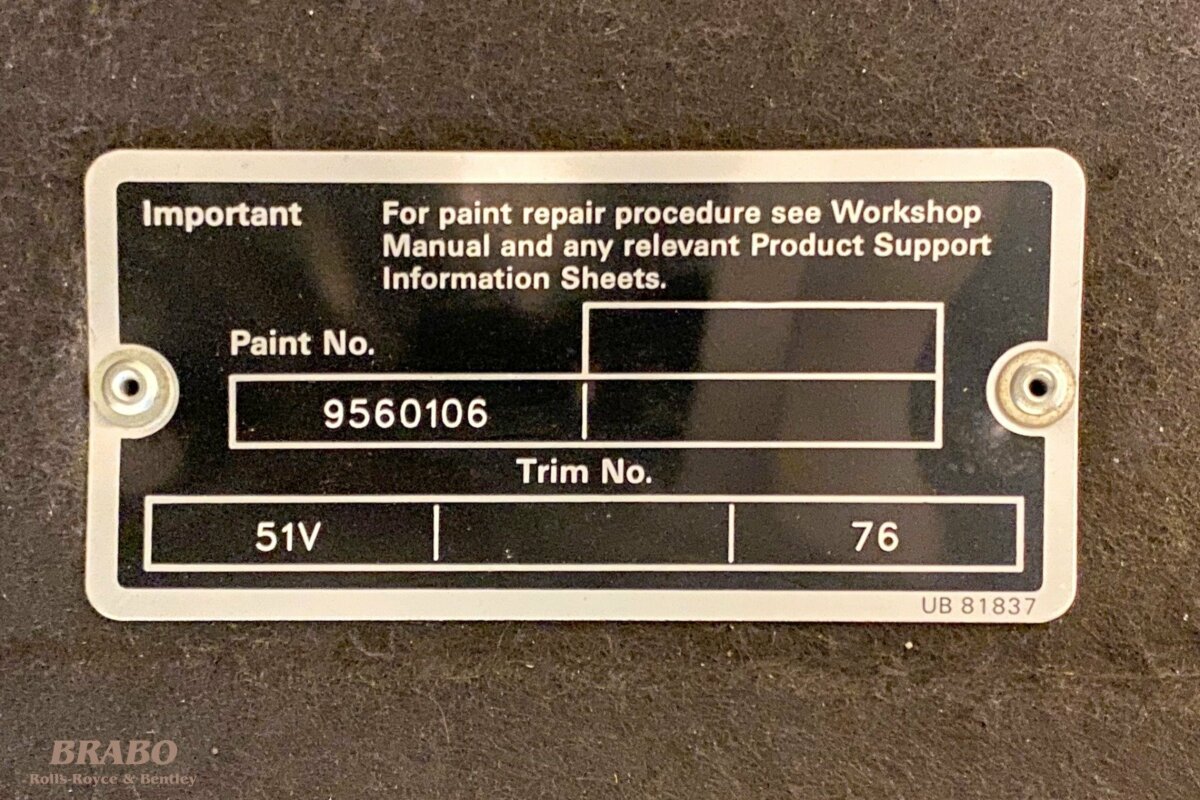 Important
For paint repair procedure see Workshop
Manual and any relevant Product Support
Information Sheets.
Paint No.
9560106
Trim No.
51V 76
UB 81837
BRABO
Rolls-Royce & Bentley